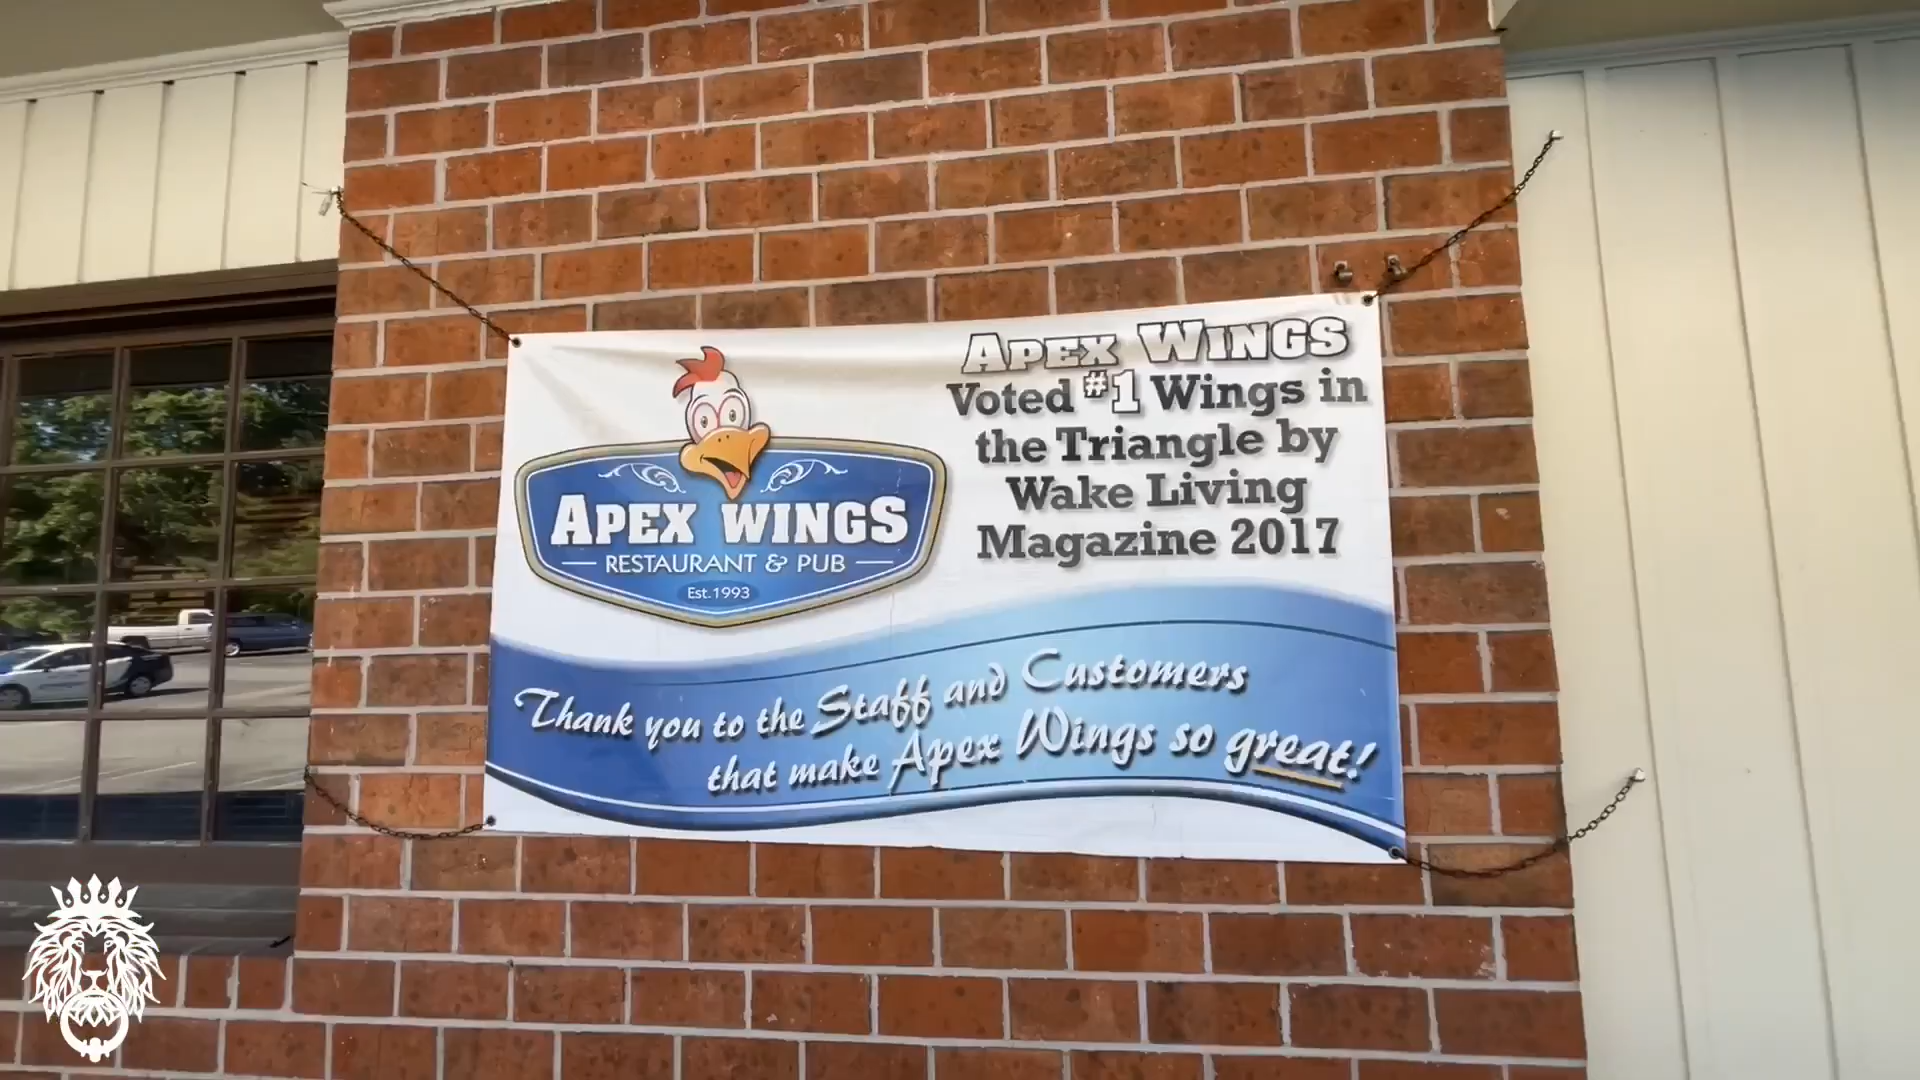 APEX WINGS
RESTAURANT & PUB
Est.1993
APEX WINGS
Voted #1 Wings in
the Triangle by
Wake Living
Magazine 2017
Thank you to the Staff and Customers
that make Apex Wings so great!